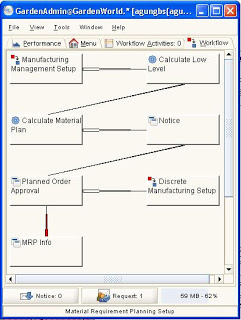 GardenAdmin@GardenWorld.* [agungbs{agu
File View Tools Window Help
Performance Menu Workflow Activities: 0 Workflow
Manufacturing Management Setup
Calculate Low Level
Calculate Material Plan
Notice
Planned Order Approval
Discrete Manufacturing Setup
MRP Info
Notice: 0 Request: 1 59 MB - 62%
Material Requirement Planning Setup